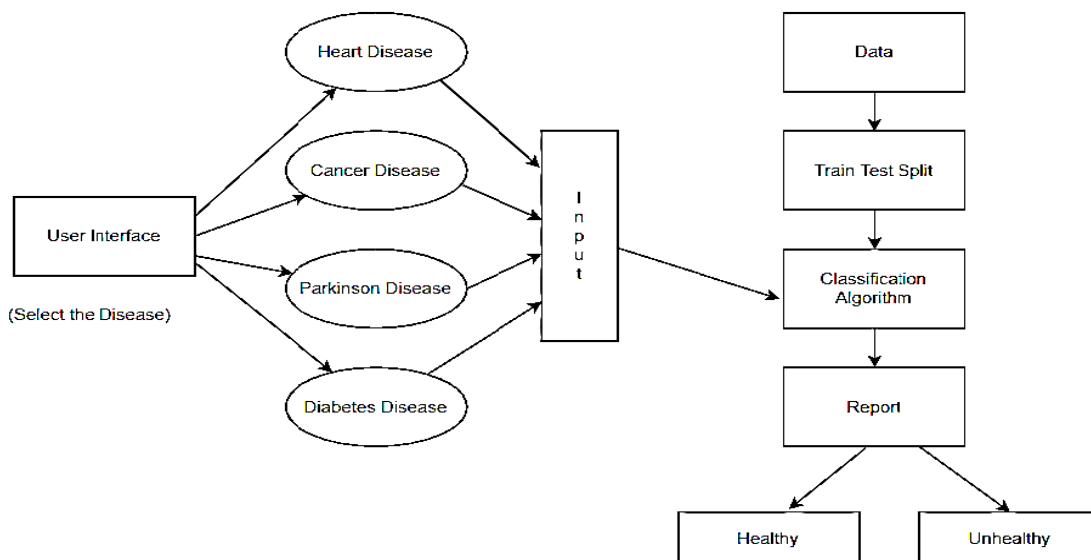 Heart Disease
Cancer Disease
User Interface
Parkinson Disease
(Select the Disease)
Diabetes Disease
I
n
p
u
t
Data
Train Test Split
Classification
Algorithm
Report
Healthy
Unhealthy